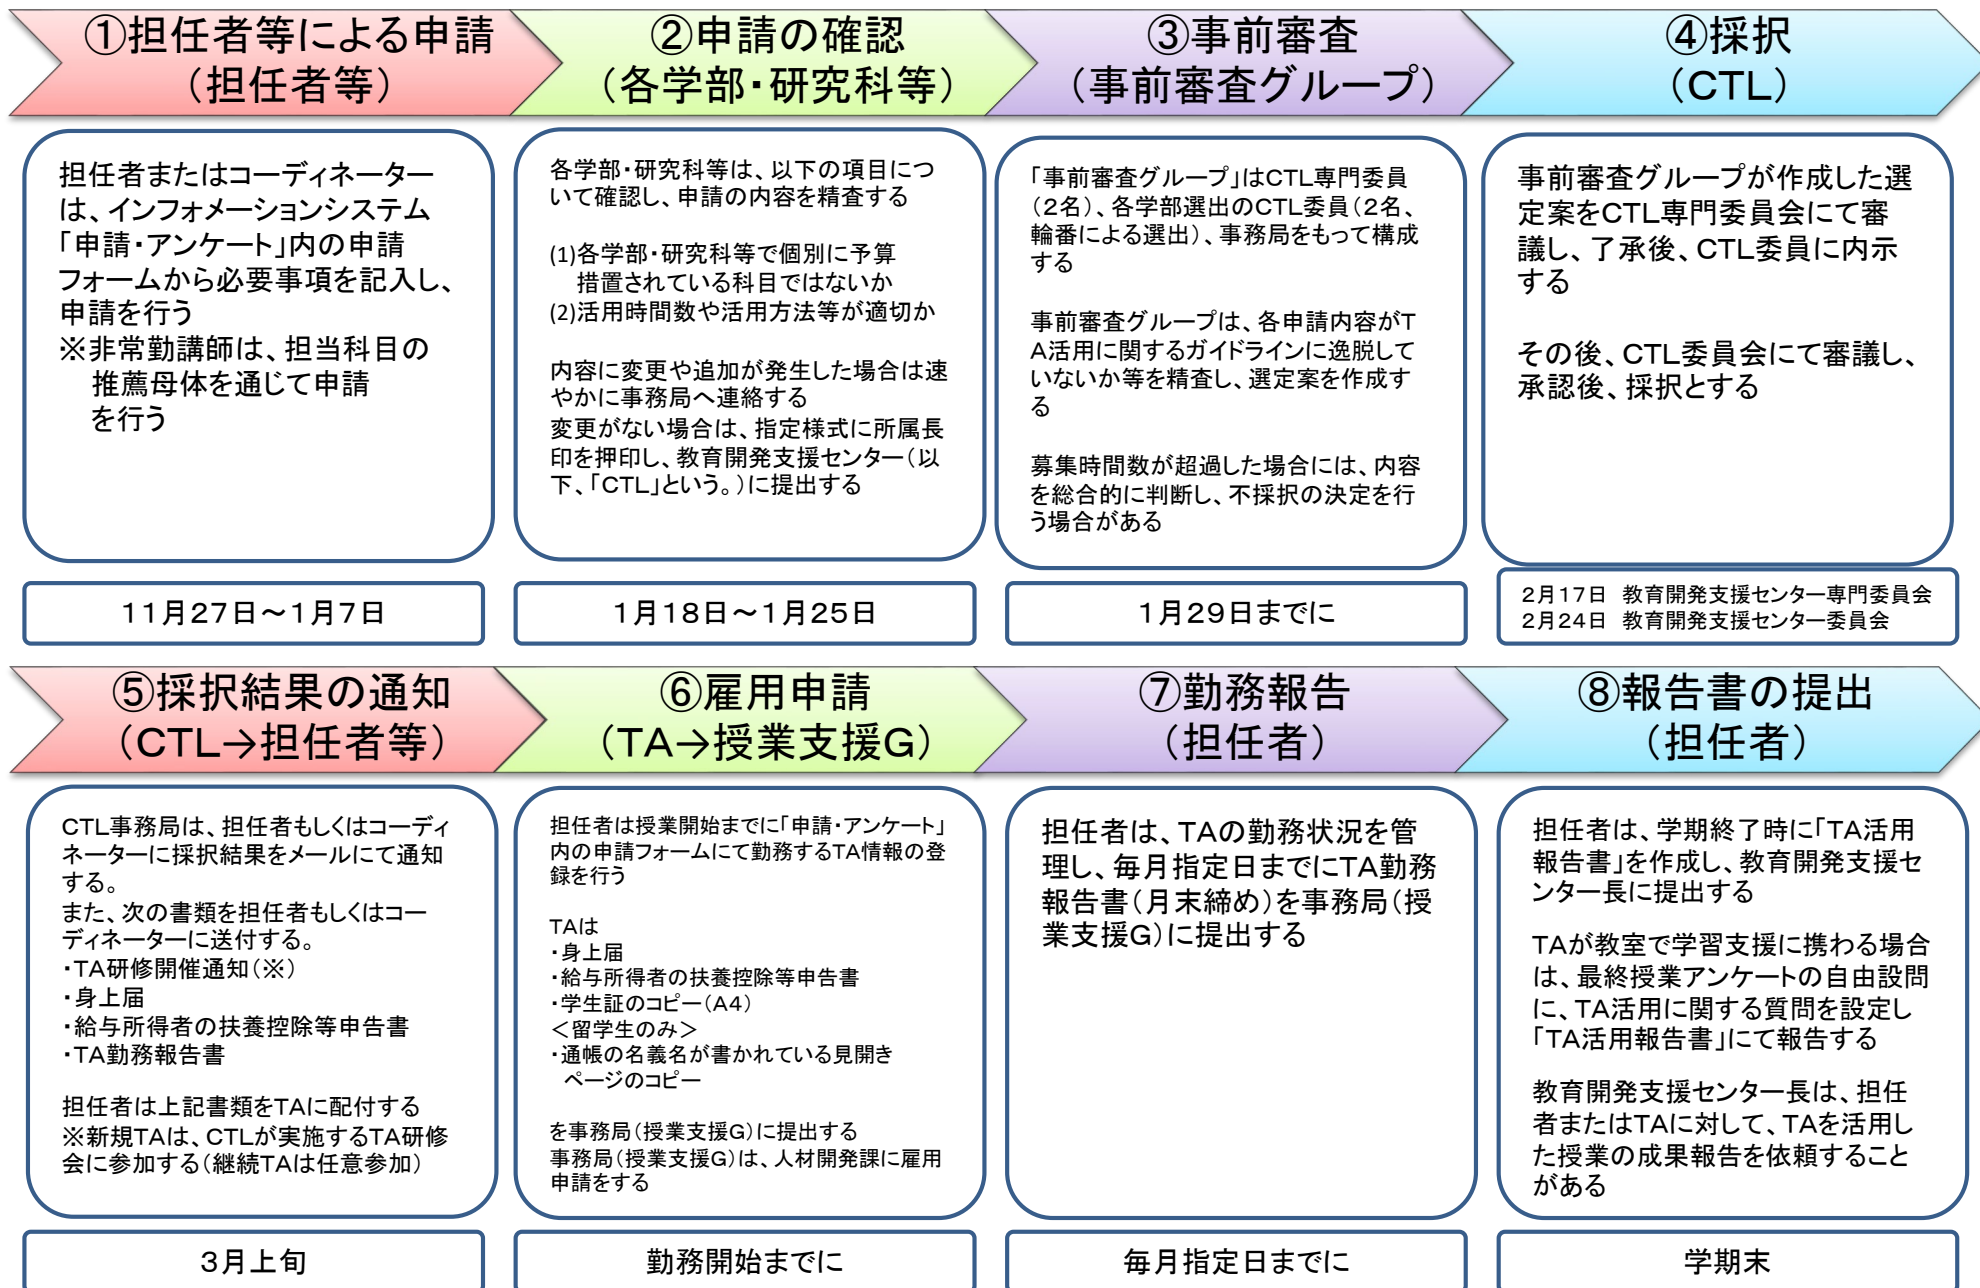 ①担任者等による申請
（担任者等）
②申請の確認
（各学部・研究科等）
③事前審査
（事前審査グループ）
④採択
（CTL）
担任者またはコーディネーター
は、インフォメーションシステム
「申請・アンケート」内の申請
フォームから必要事項を記入し、
申請を行う
※非常勤講師は、担当科目の
推薦母体を通じて申請
を行う
各学部・研究科等は、以下の項目につ
いて確認し、申請の内容を精査する
(1)各学部・研究科等で個別に予算
措置されている科目ではないか
(2)活用時間数や活用方法等が適切か
内容に変更や追加が発生した場合は速
やかに事務局へ連絡する
変更がない場合は、指定様式に所属長
印を押印し、教育開発支援センター（以
下、「CTL」という。）に提出する
「事前審査グループ」はCTL専門委員
（２名）、各学部選出のCTL委員（２名、
輪番による選出）、事務局をもって構成
する
事前審査グループは、各申請内容がT
A活用に関するガイドラインに逸脱して
いないか等を精査し、選定案を作成す
る
募集時間数が超過した場合には、内容
を総合的に判断し、不採択の決定を行
う場合がある
事前審査グループが作成した選
定案をCTL専門委員会にて審
議し、了承後、CTL委員に内示
する
その後、CTL委員会にて審議し、
承認後、採択とする
１１月２７日～１月７日
１月１８日～１月２５日
１月２９日までに
２月１７日　教育開発支援センター専門委員会
２月２４日　教育開発支援センター委員会
⑤採択結果の通知
（CTL→担任者等）
⑥雇用申請
（TA→授業支援G）
⑦勤務報告
（担任者）
⑧報告書の提出
（担任者）
CTL事務局は、担任者もしくはコーディ
ネーターに採択結果をメールにて通知
する。
また、次の書類を担任者もしくはコー
ディネーターに送付する。
・TA研修開催通知（※）
・身上届
・給与所得者の扶養控除等申告書
・TA勤務報告書
担任者は上記書類をTAに配付する
※新規TAは、CTLが実施するTA研修
会に参加する（継続TAは任意参加）
担任者は授業開始までに「申請・アンケート」
内の申請フォームにて勤務するTA情報の登
録を行う
TAは
・身上届
・給与所得者の扶養控除等申告書
・学生証のコピー（A４）
＜留学生のみ＞
・通帳の名義名が書かれている見開き
ページのコピー
を事務局（授業支援G）に提出する
事務局（授業支援G）は、人材開発課に雇用
申請をする
担任者は、TAの勤務状況を管
理し、毎月指定日までにTA勤務
報告書（月末締め）を事務局（授
業支援G）に提出する
担任者は、学期終了時に「TA活用
報告書」を作成し、教育開発支援セ
ンター長に提出する
TAが教室で学習支援に携わる場合
は、最終授業アンケートの自由設問
に、TA活用に関する質問を設定し
「TA活用報告書」にて報告する
教育開発支援センター長は、担任
者またはTAに対して、TAを活用し
た授業の成果報告を依頼すること
がある
３月上旬
勤務開始までに
毎月指定日までに
学期末